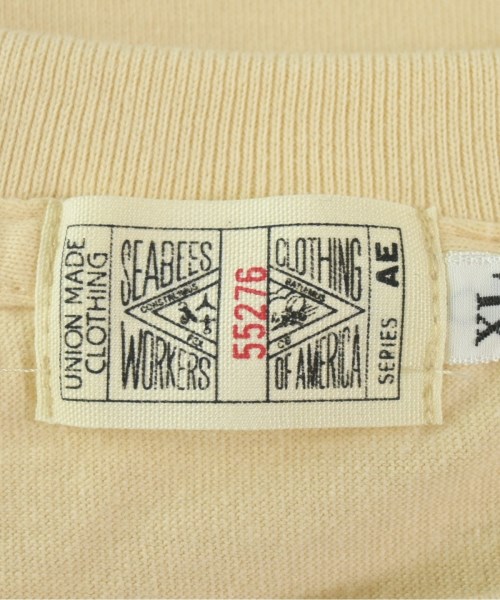 UNION MADE
CLOTHING
SEABEES
WORKERS
55276
CLOTHING
OF AMERICA
SERIES AE
XL